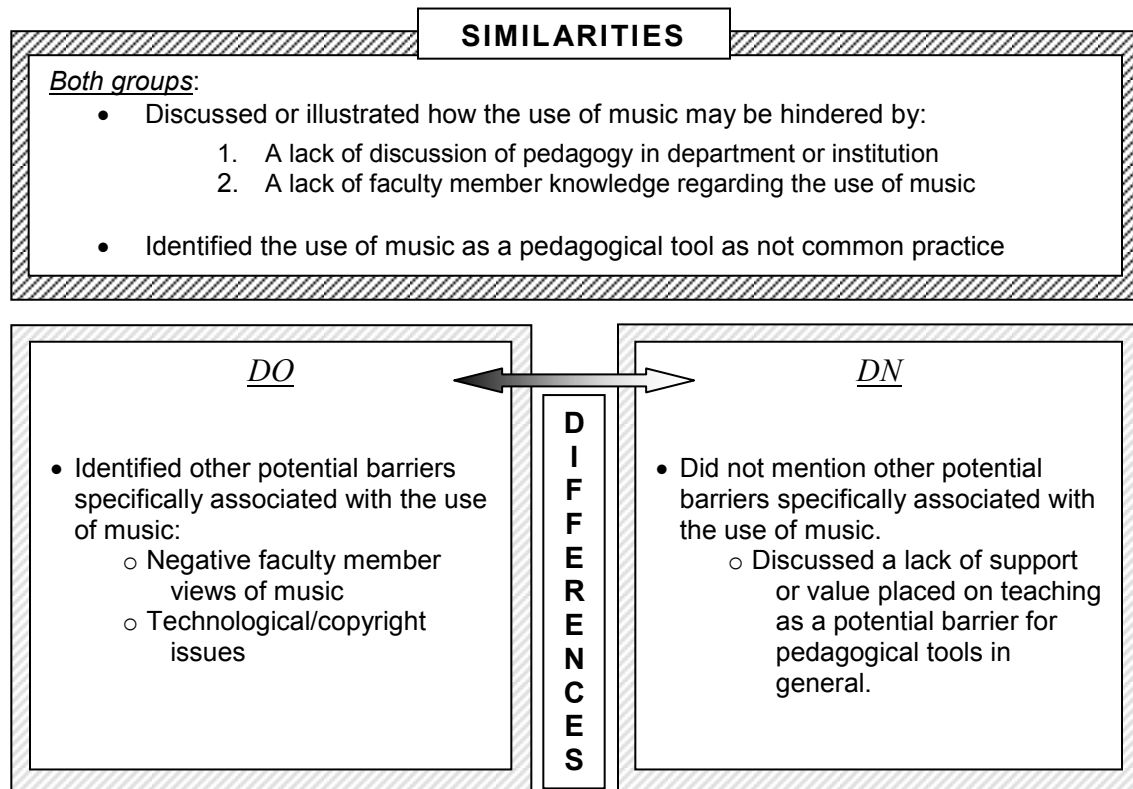 SIMILARITIES
Both groups:
• Discussed or illustrated how the use of music may be hindered by:
1. A lack of discussion of pedagogy in department or institution
2. A lack of faculty member knowledge regarding the use of music
• Identified the use of music as a pedagogical tool as not common practice
DO
• Identified other potential barriers
specifically associated with the use
of music:
o Negative faculty member
views of music
o Technological/copyright
issues
DIFFERENCES
DN
• Did not mention other potential
barriers specifically associated with
the use of music.
o Discussed a lack of support
or value placed on teaching
as a potential barrier for
pedagogical tools in
general.